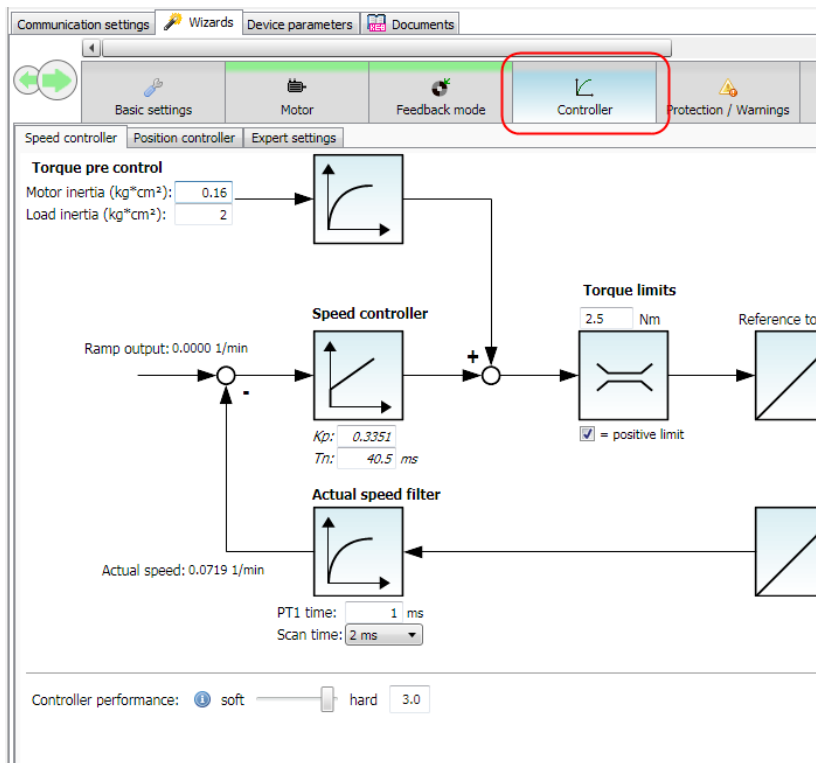 Communication settings Wizards Device parameters Documents
Basic settings Motor Feedback mode Controller Protection / Warnings
Speed controller Position controller Expert settings
Torque pre control
Motor inertia (kg*cm²): 0.16
Load inertia (kg*cm²): 2
Torque limits
2.5 Nm Reference to
Speed controller
Ramp output: 0.0000 1/min
+
-
Kp: 0.3351
Tn: 40.5 ms
= positive limit
Actual speed filter
Actual speed: 0.0719 1/min
PT1 time: 1 ms
Scan time: 2 ms
Controller performance: soft hard 3.0